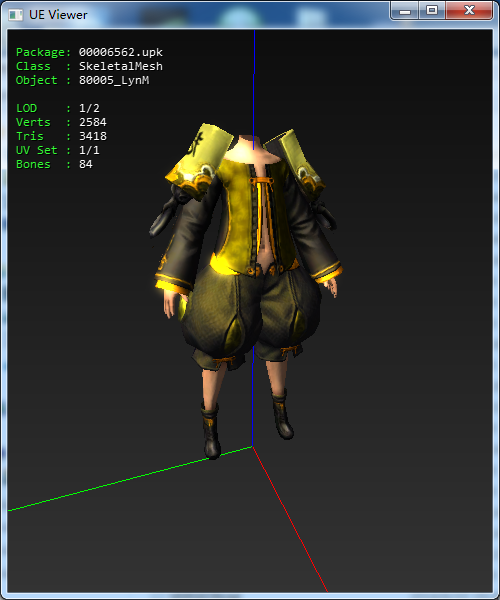 UE Viewer
Package: 00006562.upk
Class : SkeletalMesh
Object : 80005_LynM
LOD : 1/2
Verts : 2584
Tris : 3418
UV Set : 1/1
Bones : 84